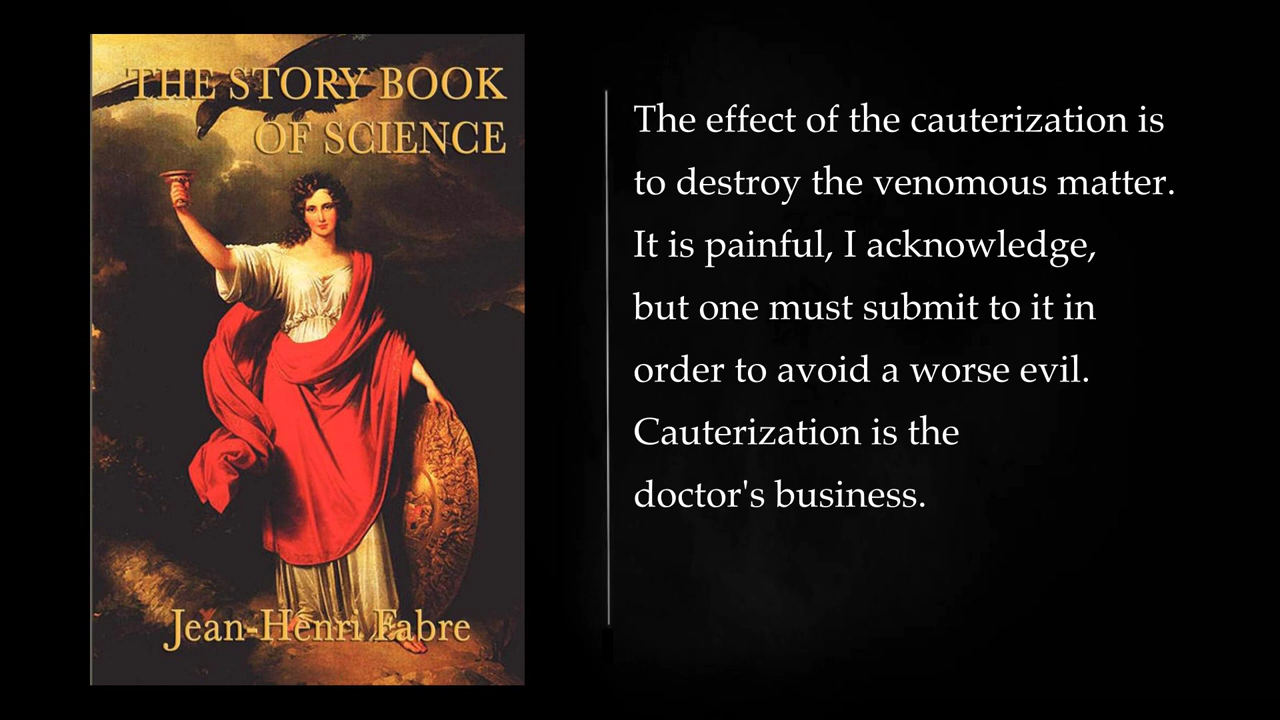 THE STORY BOOK
OF SCIENCE
Jean-Henri Fabre
The effect of the cauterization is
to destroy the venomous matter.
It is painful, I acknowledge,
but one must submit to it in
order to avoid a worse evil.
Cauterization is the
doctor's business.